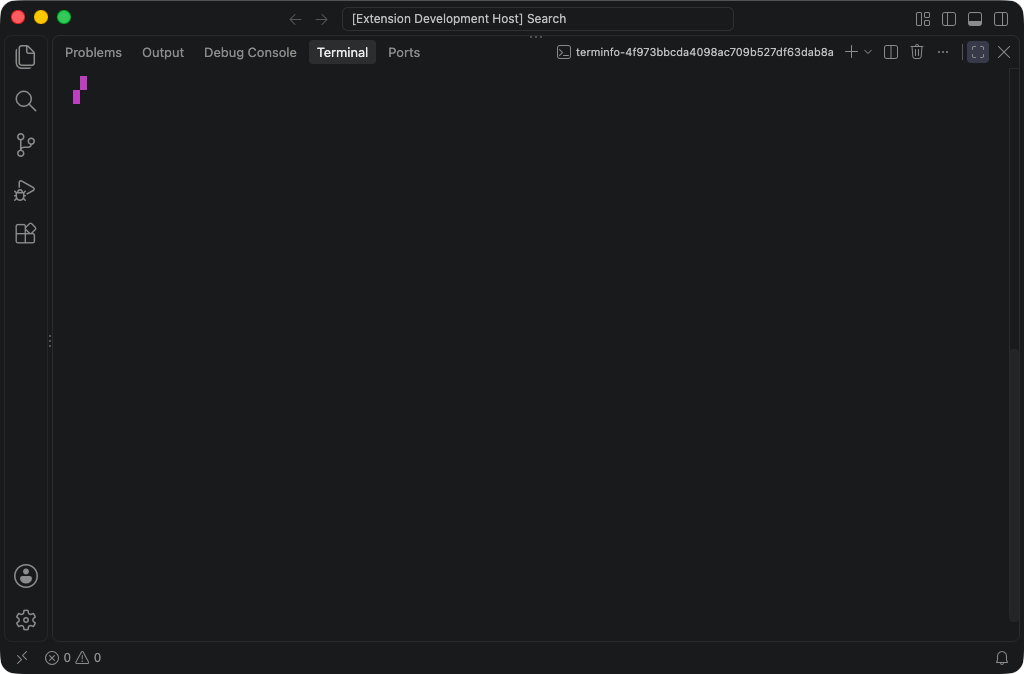 [Extension Development Host] Search
Problems Output Debug Console Terminal Ports terminfo-4f973bbcda4098ac709b527df63dab8a
0 0